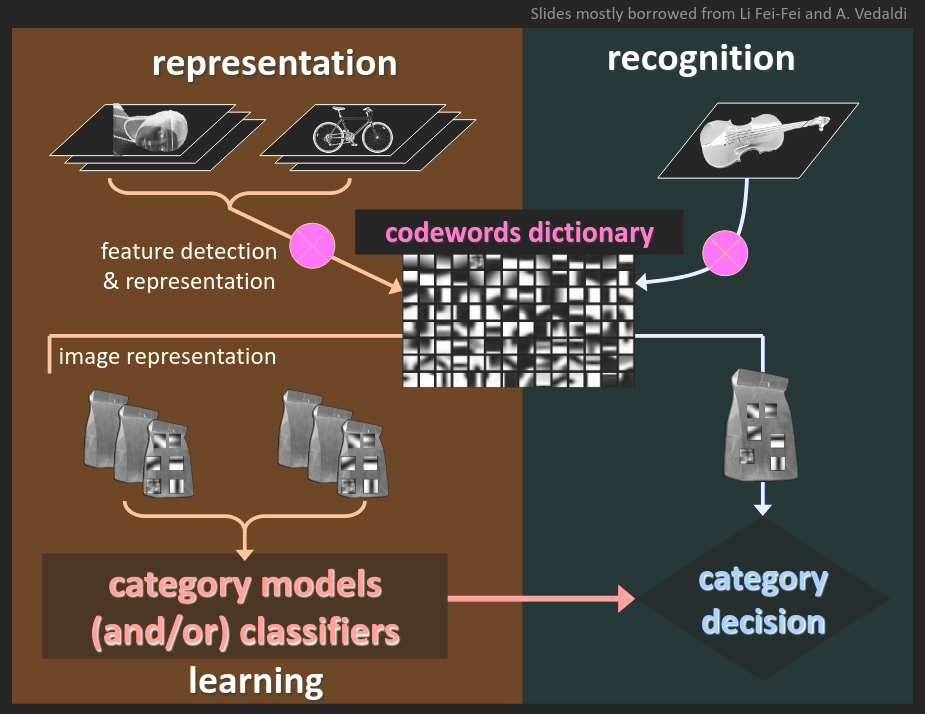 Slides mostly borrowed from Li Fei-Fei and A. Vedaldi
representation
recognition
codewords dictionary
feature detection
& representation
image representation
category models
(and/or) classifiers
category
decision
learning